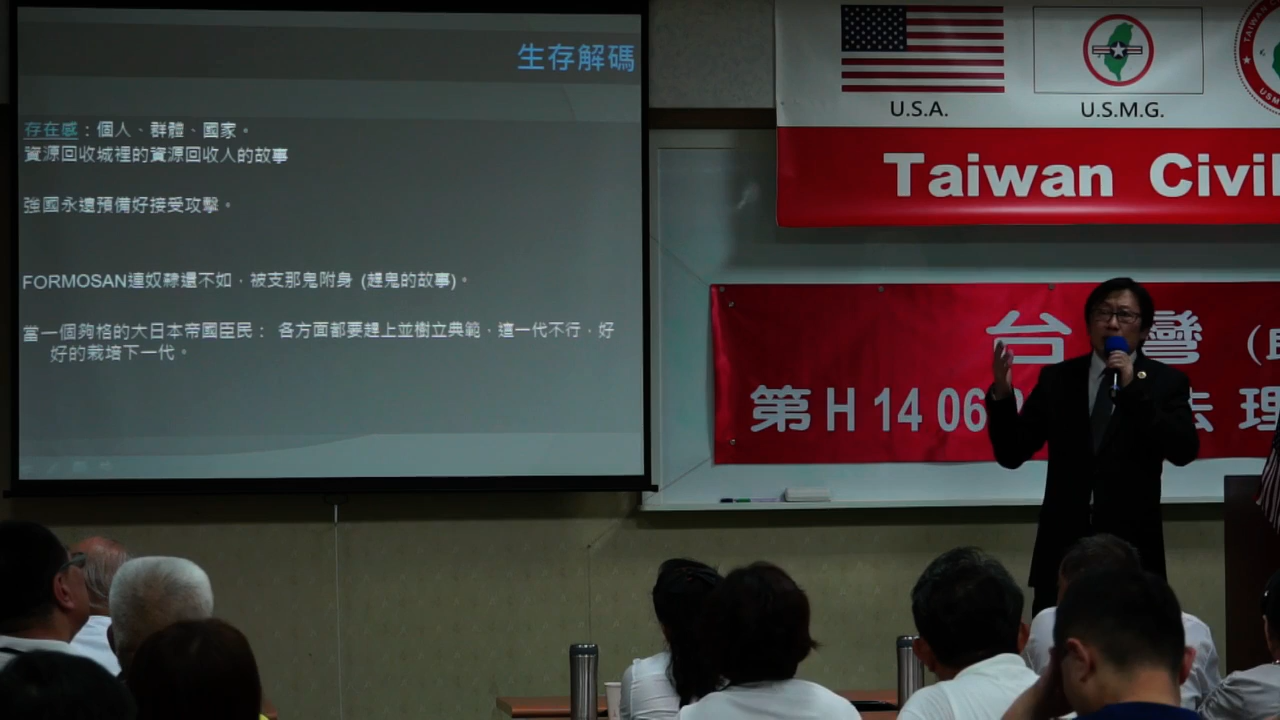 生存解碼
存在感：個人、群體、國家。
資源回收城裡的資源回收人的故事
強國永遠預備好接受攻擊。
FORMOSAN連奴隸還不如，被支那鬼附身 (趕鬼的故事)。
當一個夠格的大日本帝國臣民： 各方面都要趕上並樹立典範，這一代不行，好
好的栽培下一代。
U.S.A.
U.S.M.G.
TAIWAN
Taiwan Civil
台灣
第H 14 06
法 理